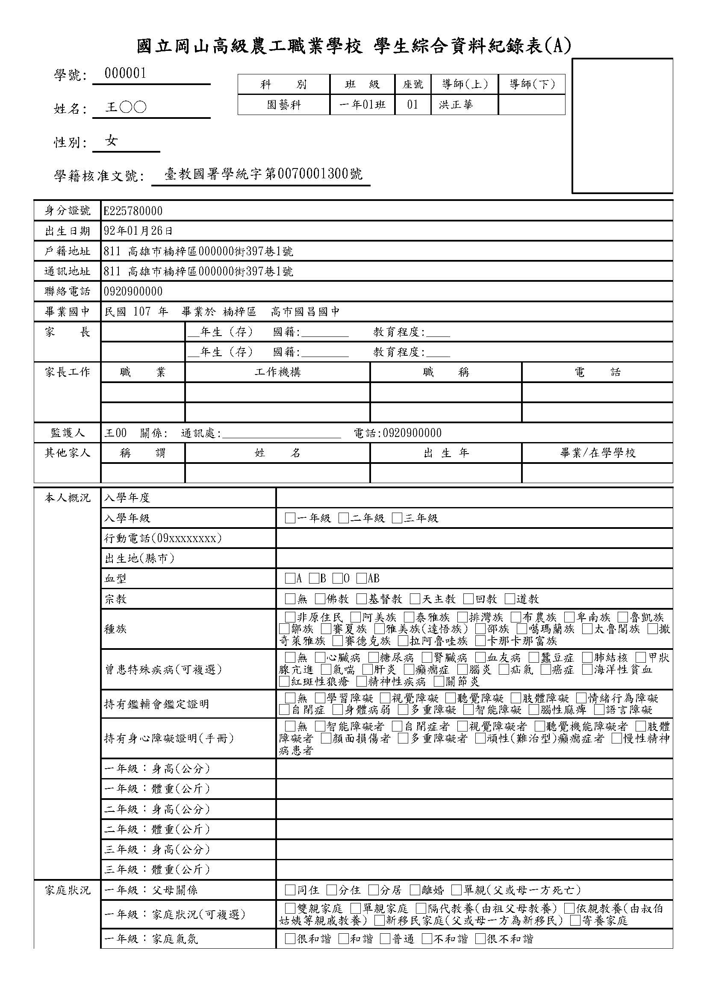 國立岡山高級農工職業學校 學生綜合資料紀錄表(A)
學號: 000001
科 別 班 級 座號 導師(上) 導師(下)
園藝科 一年01班 01 洪正華
姓名: 王○○
性別: 女
學籍核准文號: 臺教國署學統字第0070001300號
身分證號 E225780000
出生日期 92年01月26日
戶籍地址 811 高雄市楠梓區000000街397巷1號
通訊地址 811 高雄市楠梓區000000街397巷1號
聯絡電話 0920900000
畢業國中 民國 107 年 畢業於 楠梓區 高市國昌國中
家 長 __年生 (存) 國籍:________ 教育程度:____
__年生 (存) 國籍:________ 教育程度:____
家長工作 職 業 工作機構 職 稱 電 話
監護人 王00 關係: 通訊處:____________________ 電話:0920900000
其他家人 稱 謂 姓 名 出 生 年 畢業/在學學校
本人概況 入學年度
入學年級 □一年級 □二年級 □三年級
行動電話(09xxxxxxxx)
出生地(縣市)
血型 □A □B □O □AB
宗教 □無 □佛教 □基督教 □天主教 □回教 □道教
種族 □非原住民 □阿美族 □泰雅族 □排灣族 □布農族 □卑南族 □魯凱族
□鄒族 □賽夏族 □雅美族(達悟族) □邵族 □噶瑪蘭族 □太魯閣族 □撒
奇萊雅族 □賽德克族 □拉阿魯哇族 □卡那卡那富族
曾患特殊疾病(可複選) □無 □心臟病 □糖尿病 □腎臟病 □血友病 □蠶豆症 □肺結核 □甲狀
腺亢進 □氣喘 □肝炎 □癲癇症 □腦炎 □疝氣 □癌症 □海洋性貧血
□紅斑性狼瘡 □精神性疾病 □關節炎
持有鑑輔會鑑定證明 □無 □學習障礙 □視覺障礙 □聽覺障礙 □肢體障礙 □情緒行為障礙
□自閉症 □身體病弱 □多重障礙 □智能障礙 □腦性麻痺 □語言障礙
持有身心障礙證明(手冊) □無 □智能障礙者 □自閉症者 □視覺障礙者 □聽覺機能障礙者 □肢體
障礙者 □顏面損傷者 □多重障礙者 □頑性(難治型)癲癇症者 □慢性精神
病患者
一年級：身高(公分)
一年級：體重(公斤)
二年級：身高(公分)
二年級：體重(公斤)
三年級：身高(公分)
三年級：體重(公斤)
家庭狀況 一年級：父母關係 □同住 □分住 □分居 □離婚 □單親(父或母一方死亡)
一年級：家庭狀況(可複選) □雙親家庭 □單親家庭 □隔代教養(由祖父母教養) □依親教養(由叔伯
姑姨等親戚教養) □新移民家庭(父或母一方為新移民) □寄養家庭
一年級：家庭氣氛 □很和諧 □和諧 □普通 □不和諧 □很不和諧